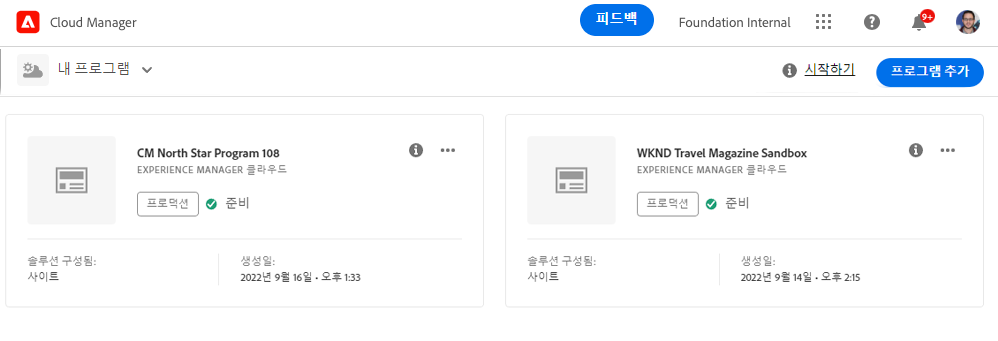 Cloud Manager
피드백
Foundation Internal
9+
내 프로그램
시작하기
프로그램 추가
CM North Star Program 108
EXPERIENCE MANAGER 클라우드
프로덕션
준비
솔루션 구성됨:
사이트
생성일:
2022년 9월 16일 • 오후 1:33
WKND Travel Magazine Sandbox
EXPERIENCE MANAGER 클라우드
프로덕션
준비
솔루션 구성됨:
사이트
생성일:
2022년 9월 14일 • 오후 2:15